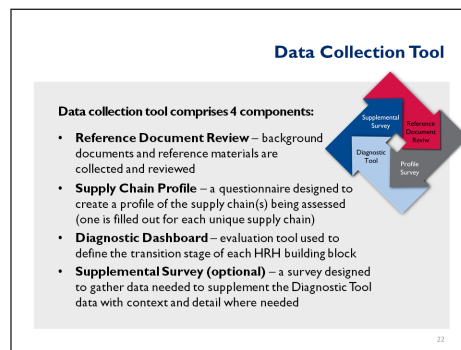 Data Collection Tool
Data collection tool comprises 4 components:
• Reference Document Review – background
documents and reference materials are
collected and reviewed
• Supply Chain Profile – a questionnaire designed to
create a profile of the supply chain(s) being assessed
(one is filled out for each unique supply chain)
• Diagnostic Dashboard – evaluation tool used to
define the transition stage of each HRH building block
• Supplemental Survey (optional) – a survey designed
to gather data needed to supplement the Diagnostic Tool
data with context and detail where needed
Supplemental
Survey
Reference
Document
Reviw
Diagnostic
Tool
Profile
Survey
22